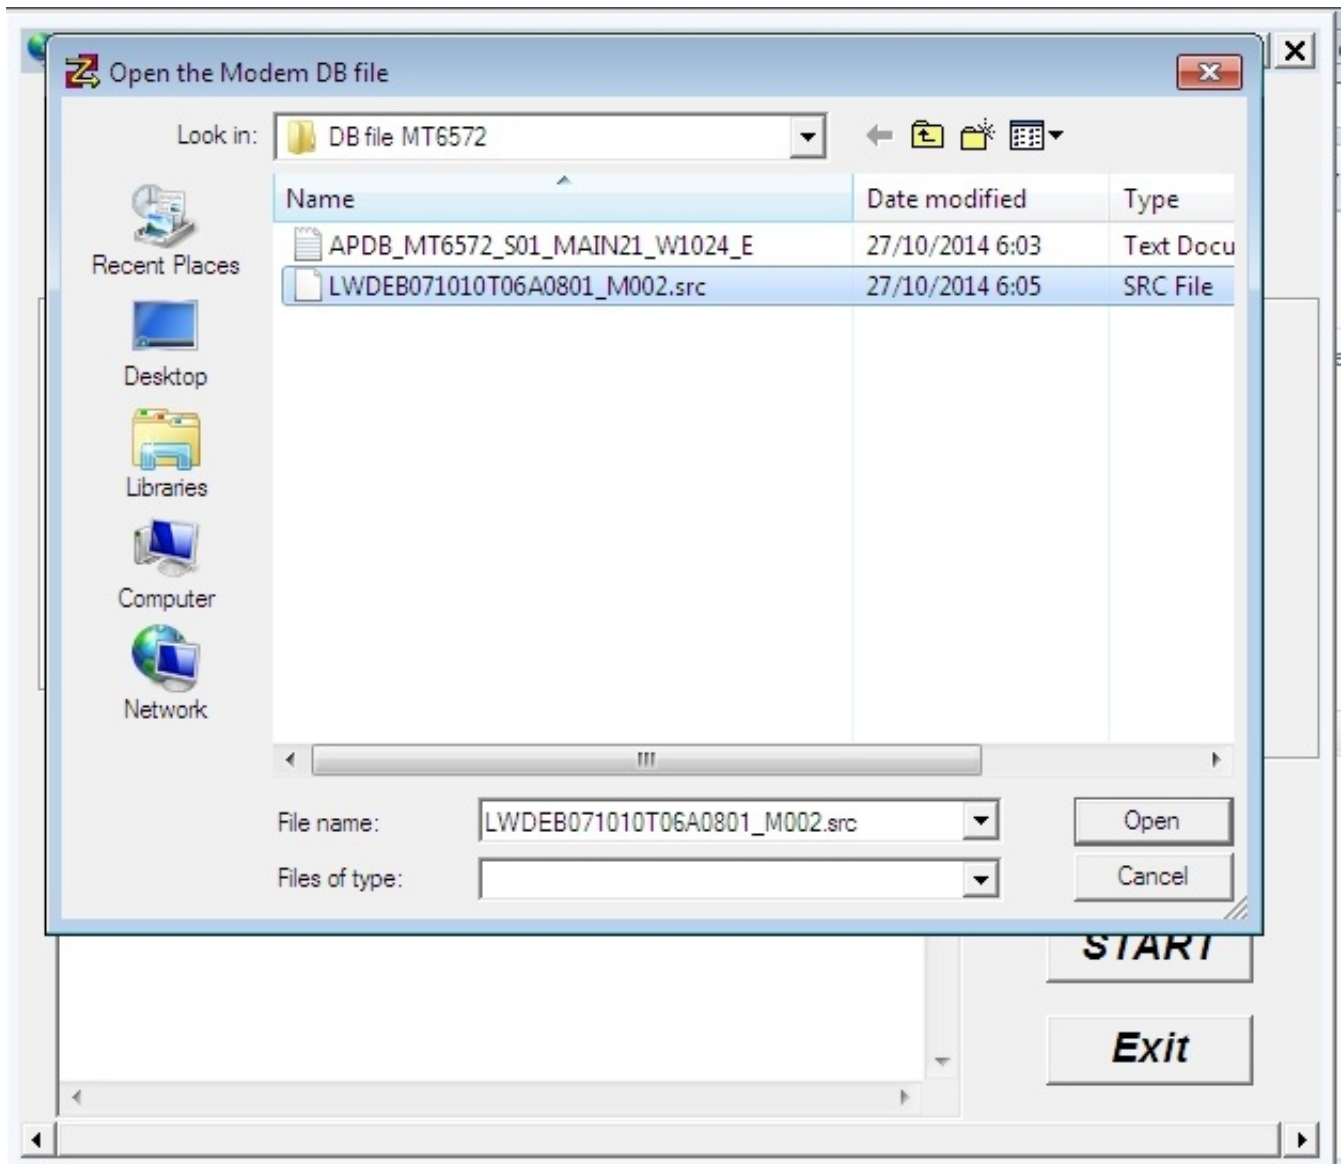 Open the Modem DB file
Look in: DB file MT6572
Name Date modified Type
APDB_MT6572_S01_MAIN21_W1024_E 27/10/2014 6:03 Text Docu
LWDEB071010T06A0801_M002.src 27/10/2014 6:05 SRC File
Recent Places
Desktop
Libraries
Computer
Network
File name: LWDEB071010T06A0801_M002.src Open
Files of type: Cancel
START
Exit